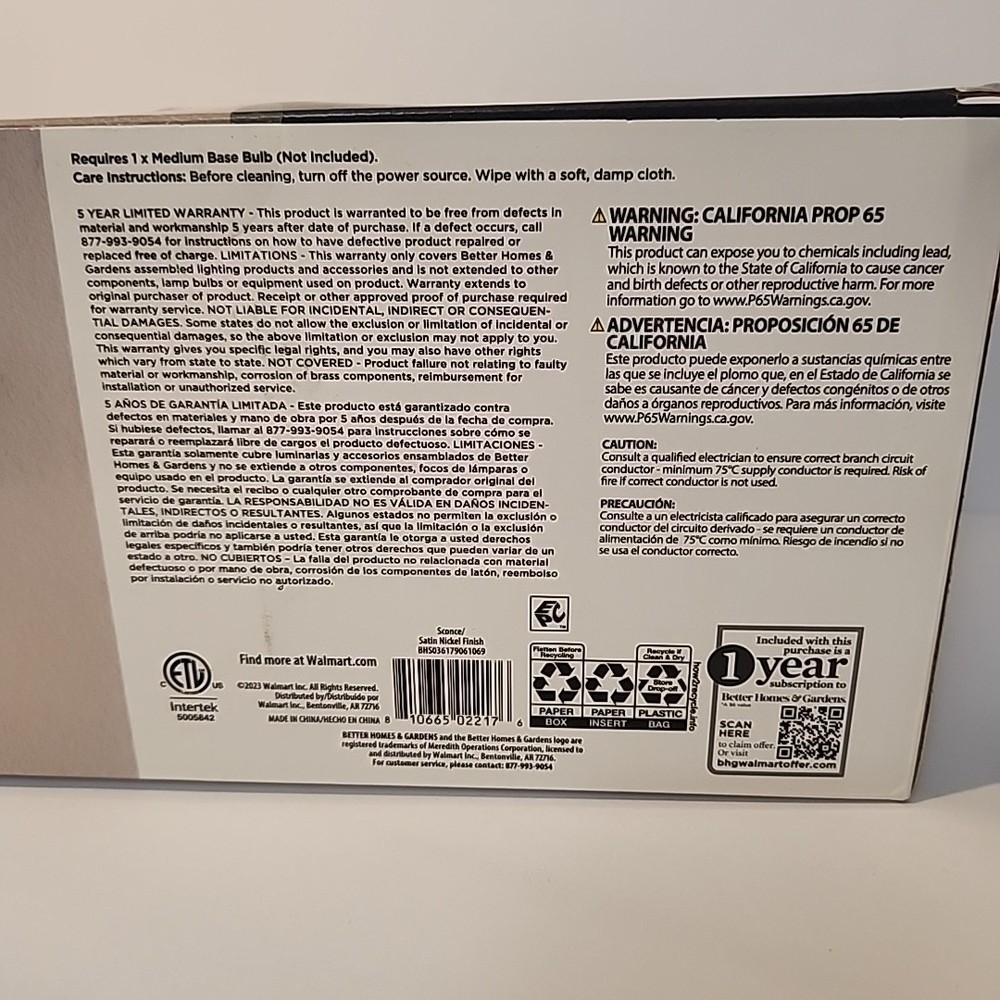 Requires 1 x Medium Base Bulb (Not Included).
Care Instructions: Before cleaning, turn off the power source. Wipe with a soft, damp cloth.
5 YEAR LIMITED WARRANTY - This product is warranted to be free from defects in
material and workmanship 5 years after date of purchase. If a defect occurs, call
877-993-9054 for instructions on how to have defective product repaired or
replaced free of charge. LIMITATIONS - This warranty only covers Better Homes &
Gardens assembled lighting products and accessories and is not extended to other
components, lamp bulbs or equipment used on product. Warranty extends to
original purchaser of product. Receipt or other approved proof of purchase required
for warranty service. NOT LIABLE FOR INCIDENTAL, INDIRECT OR CONSEQUEN-
TIAL DAMAGES. Some states do not allow the exclusion or limitation of incidental or
consequential damages, so the above limitation or exclusion may not apply to you.
This warranty gives you specific legal rights, and you may also have other rights
which vary from state to state. NOT COVERED - Product failure not relating to faulty
material or workmanship, corrosion of brass components, reimbursement for
installation or unauthorized service.
5 AÑOS DE GARANTÍA LIMITADA - Este producto está garantizado contra
defectos en materiales y mano de obra por 5 años después de la fecha de compra.
Si hubiese defectos, llamar al 877-993-9054 para instrucciones sobre cómo se
reparará o reemplazará libre de cargos el producto defectuoso. LIMITACIONES -
Esta garantía solamente cubre luminarias y accesorios ensamblados de Better
Homes & Gardens y no se extiende a otros componentes, focos de lámparas o
equipo usado en el producto. La garantía se extiende al comprador original del
producto. Se necesita el recibo o cualquier otro comprobante de compra para el
servicio de garantía. LA RESPONSABILIDAD NO ES VÁLIDA EN DAÑOS INCIDEN-
TALES, INDIRECTOS O RESULTANTES. Algunos estados no permiten la exclusión o
limitación de daños incidentales o resultantes, así que la limitación o la exclusión
de arriba podría no aplicarse a usted. Esta garantía le otorga a usted derechos
legales específicos y también podría tener otros derechos que pueden variar de un
estado a otro. NO CUBIERTOS - La falla del producto no relacionada con material
defectuoso o por mano de obra, corrosión de los componentes de latón, reembolso
por instalación o servicio no autorizado.
⚠ WARNING: CALIFORNIA PROP 65
WARNING
This product can expose you to chemicals including lead,
which is known to the State of California to cause cancer
and birth defects or other reproductive harm. For more
information go to www.P65Warnings.ca.gov.
⚠ ADVERTENCIA: PROPOSICIÓN 65 DE
CALIFORNIA
Este producto puede exponerlo a sustancias químicas entre
las que se incluye el plomo que, en el Estado de California se
sabe es causante de cáncer y defectos congénitos o de otros
daños a órganos reproductivos. Para más información, visite
www.P65Warnings.ca.gov.
CAUTION:
Consult a qualified electrician to ensure correct branch circuit
conductor - minimum 75°C supply conductor is required. Risk of
fire if correct conductor is not used.
PRECAUCIÓN:
Consulte a un electricista calificado para asegurar un correcto
conductor del circuito derivado - se requiere un conductor de
alimentación de 75°C como mínimo. Riesgo de incendio si no
se usa el conductor correcto.
C ETL US
Intertek
5005842
Find more at Walmart.com
©2023 Walmart Inc. All Rights Reserved.
Distributed by/Distribuido por
Walmart Inc., Bentonville, AR 72716
MADE IN CHINA/HECHO EN CHINA
Sconce/
Satin Nickel Finish
BHS036179061069
8 10665 02217 6
BETTER HOMES & GARDENS and the Better Homes & Gardens logo are
registered trademarks of Meredith Operations Corporation, licensed to
and distributed by Walmart Inc., Bentonville, AR 72716.
For customer service, please contact: 877-993-9054
EPC
TM
Flatten Before
Recycling
PAPER
BOX
PAPER
INSERT
Recycle if
Clean & Dry
Store
Drop-off
PLASTIC
BAG
how2recycle.info
Included with this
purchase is a
1 year
subscription to
Better Homes & Gardens
*A $6 value
SCAN
HERE
to claim offer.
Or visit
bhgwalmartoffer.com